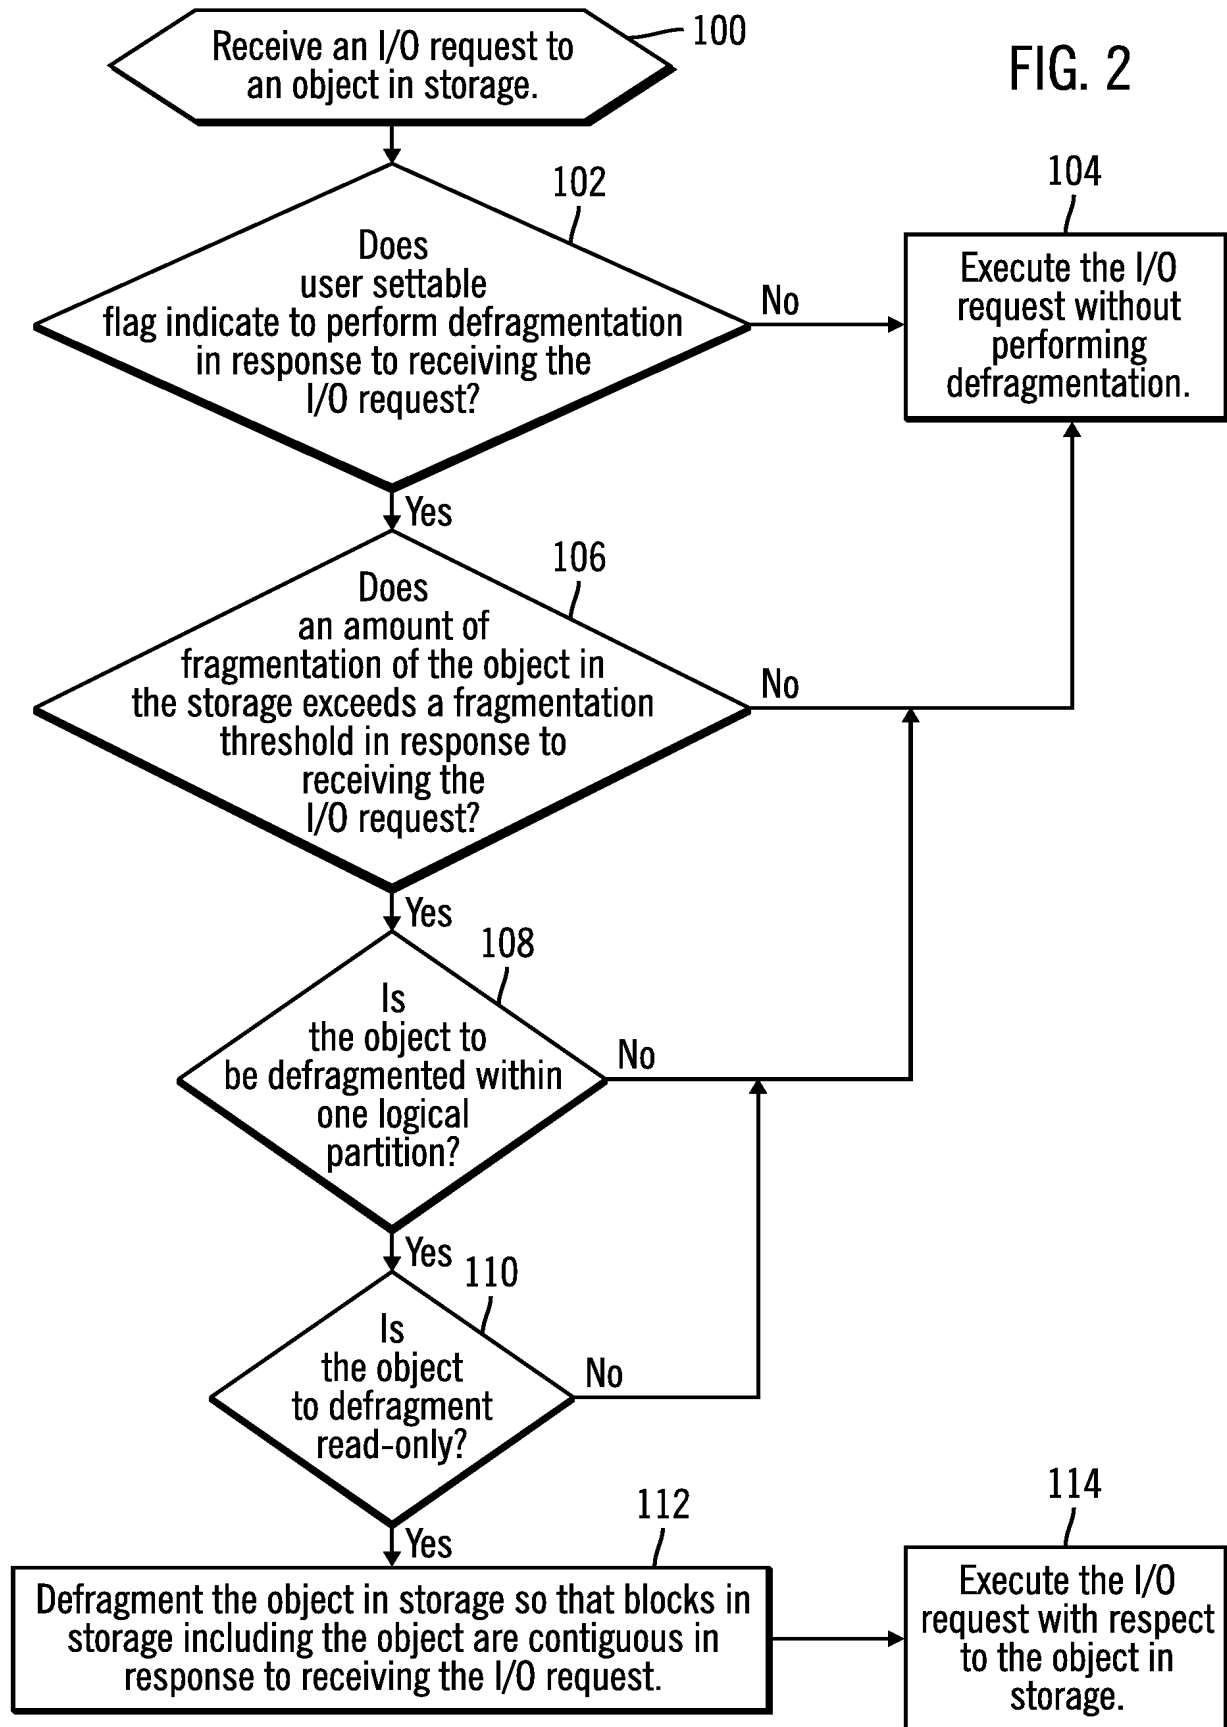 Receive an I/O request to
an object in storage.
100
FIG. 2
102
Does
user settable
flag indicate to perform defragmentation
in response to receiving the
I/O request?
No
104
Execute the I/O
request without
performing
defragmentation.
Yes
106
Does
an amount of
fragmentation of the object in
the storage exceeds a fragmentation
threshold in response to
receiving the
I/O request?
No
Yes
108
Is
the object to
be defragmented within
one logical
partition?
No
Yes
110
Is
the object
to defragment
read-only?
No
Yes
112
Defragment the object in storage so that blocks in
storage including the object are contiguous in
response to receiving the I/O request.
114
Execute the I/O
request with respect
to the object in
storage.